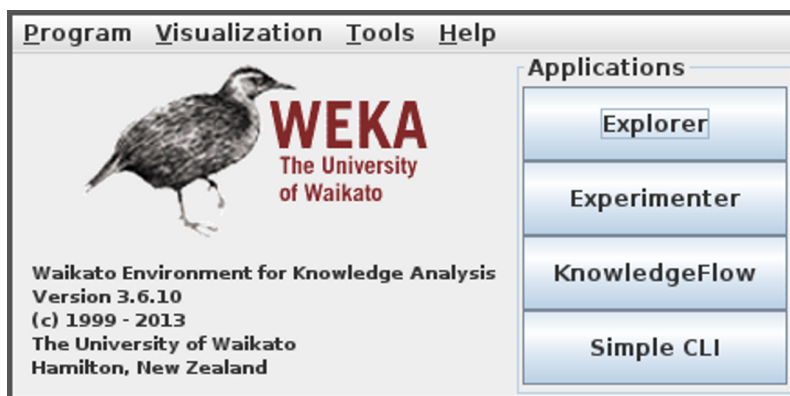 Program Visualization Tools Help
WEKA
The University
of Waikato
Waikato Environment for Knowledge Analysis
Version 3.6.10
(c) 1999 - 2013
The University of Waikato
Hamilton, New Zealand
Applications
Explorer
Experimenter
KnowledgeFlow
Simple CLI